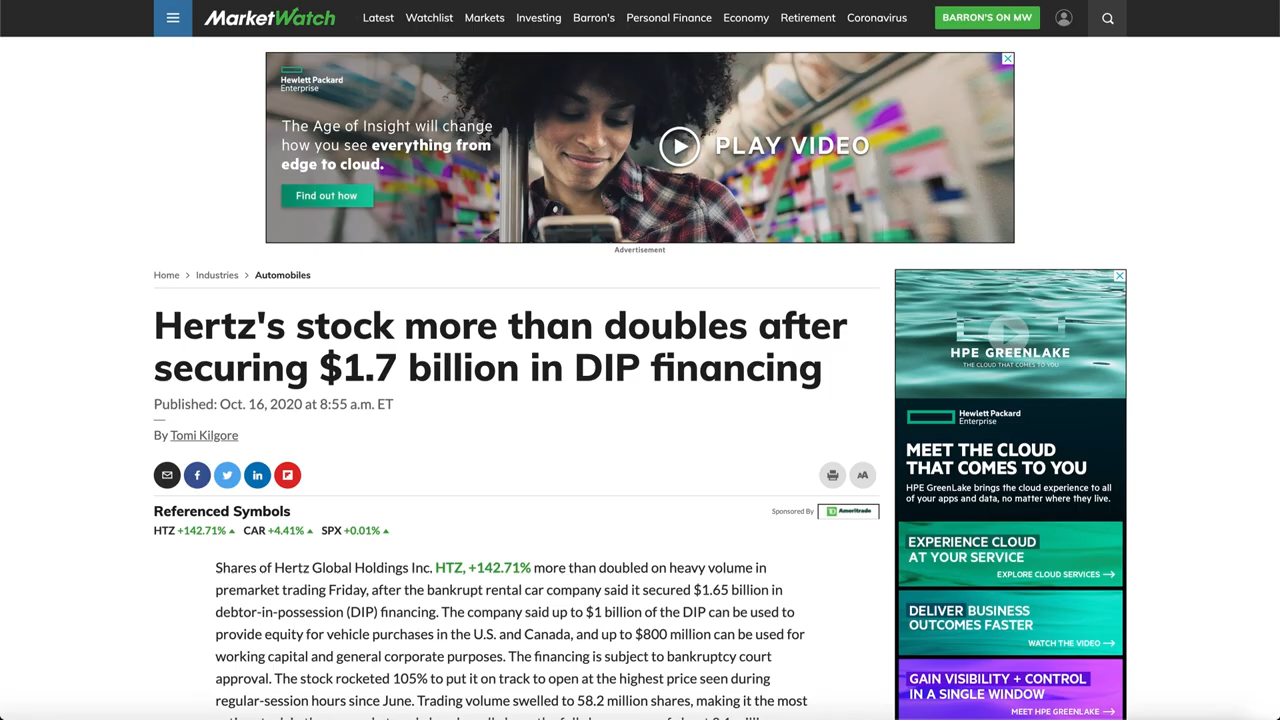 MarketWatch
Latest Watchlist Markets Investing Barron's Personal Finance Economy Retirement Coronavirus
BARRON'S ON MW
Hewlett Packard
Enterprise
The Age of Insight will change
how you see everything from
edge to cloud.
Find out how
PLAY VIDEO
Advertisement
Home > Industries > Automobiles
Hertz's stock more than doubles after
securing $1.7 billion in DIP financing
Published: Oct. 16, 2020 at 8:55 a.m. ET
By Tomi Kilgore
Referenced Symbols
Sponsored By Ameritrade
HTZ +142.71% CAR +4.41% SPX +0.01%
Shares of Hertz Global Holdings Inc. HTZ, +142.71% more than doubled on heavy volume in
premarket trading Friday, after the bankrupt rental car company said it secured $1.65 billion in
debtor-in-possession (DIP) financing. The company said up to $1 billion of the DIP can be used to
provide equity for vehicle purchases in the U.S. and Canada, and up to $800 million can be used for
working capital and general corporate purposes. The financing is subject to bankruptcy court
approval. The stock rocketed 105% to put it on track to open at the highest price seen during
regular-session hours since June. Trading volume swelled to 58.2 million shares, making it the most
HPE GREENLAKE
THE CLOUD THAT COMES TO YOU
Hewlett Packard
Enterprise
MEET THE CLOUD
THAT COMES TO YOU
HPE GreenLake brings the cloud experience to all
of your apps and data, no matter where they live.
EXPERIENCE CLOUD
AT YOUR SERVICE
EXPLORE CLOUD SERVICES
DELIVER BUSINESS
OUTCOMES FASTER
WATCH THE VIDEO
GAIN VISIBILITY + CONTROL
IN A SINGLE WINDOW
MEET HPE GREENLAKE